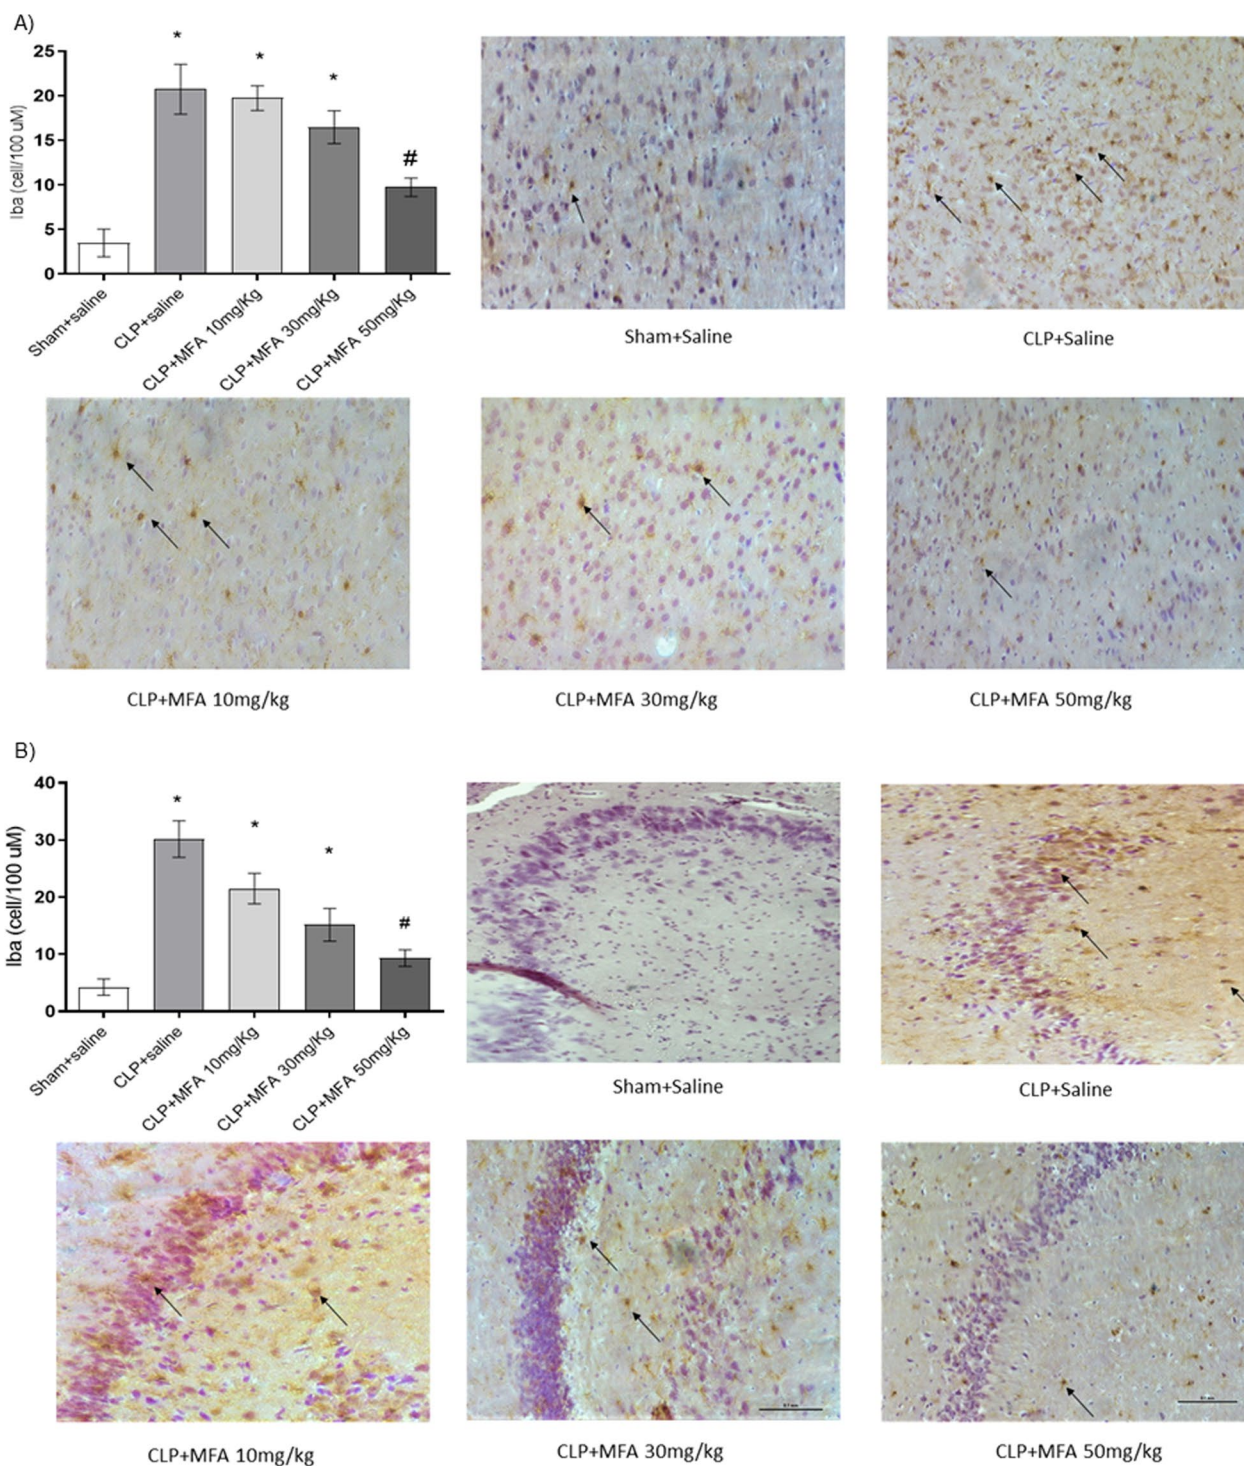 A)
Iba (cell/100 uM)
25
20
15
10
5
0
*
*
*
#
Sham+saline
CLP+saline
CLP+MFA 10mg/Kg
CLP+MFA 30mg/Kg
CLP+MFA 50mg/Kg
Sham+Saline
CLP+Saline
CLP+MFA 10mg/kg
CLP+MFA 30mg/kg
CLP+MFA 50mg/kg
B)
Iba (cell/100 uM)
40
30
20
10
0
*
*
*
#
Sham+saline
CLP+saline
CLP+MFA 10mg/Kg
CLP+MFA 30mg/Kg
CLP+MFA 50mg/Kg
Sham+Saline
CLP+Saline
CLP+MFA 10mg/kg
CLP+MFA 30mg/kg
CLP+MFA 50mg/kg